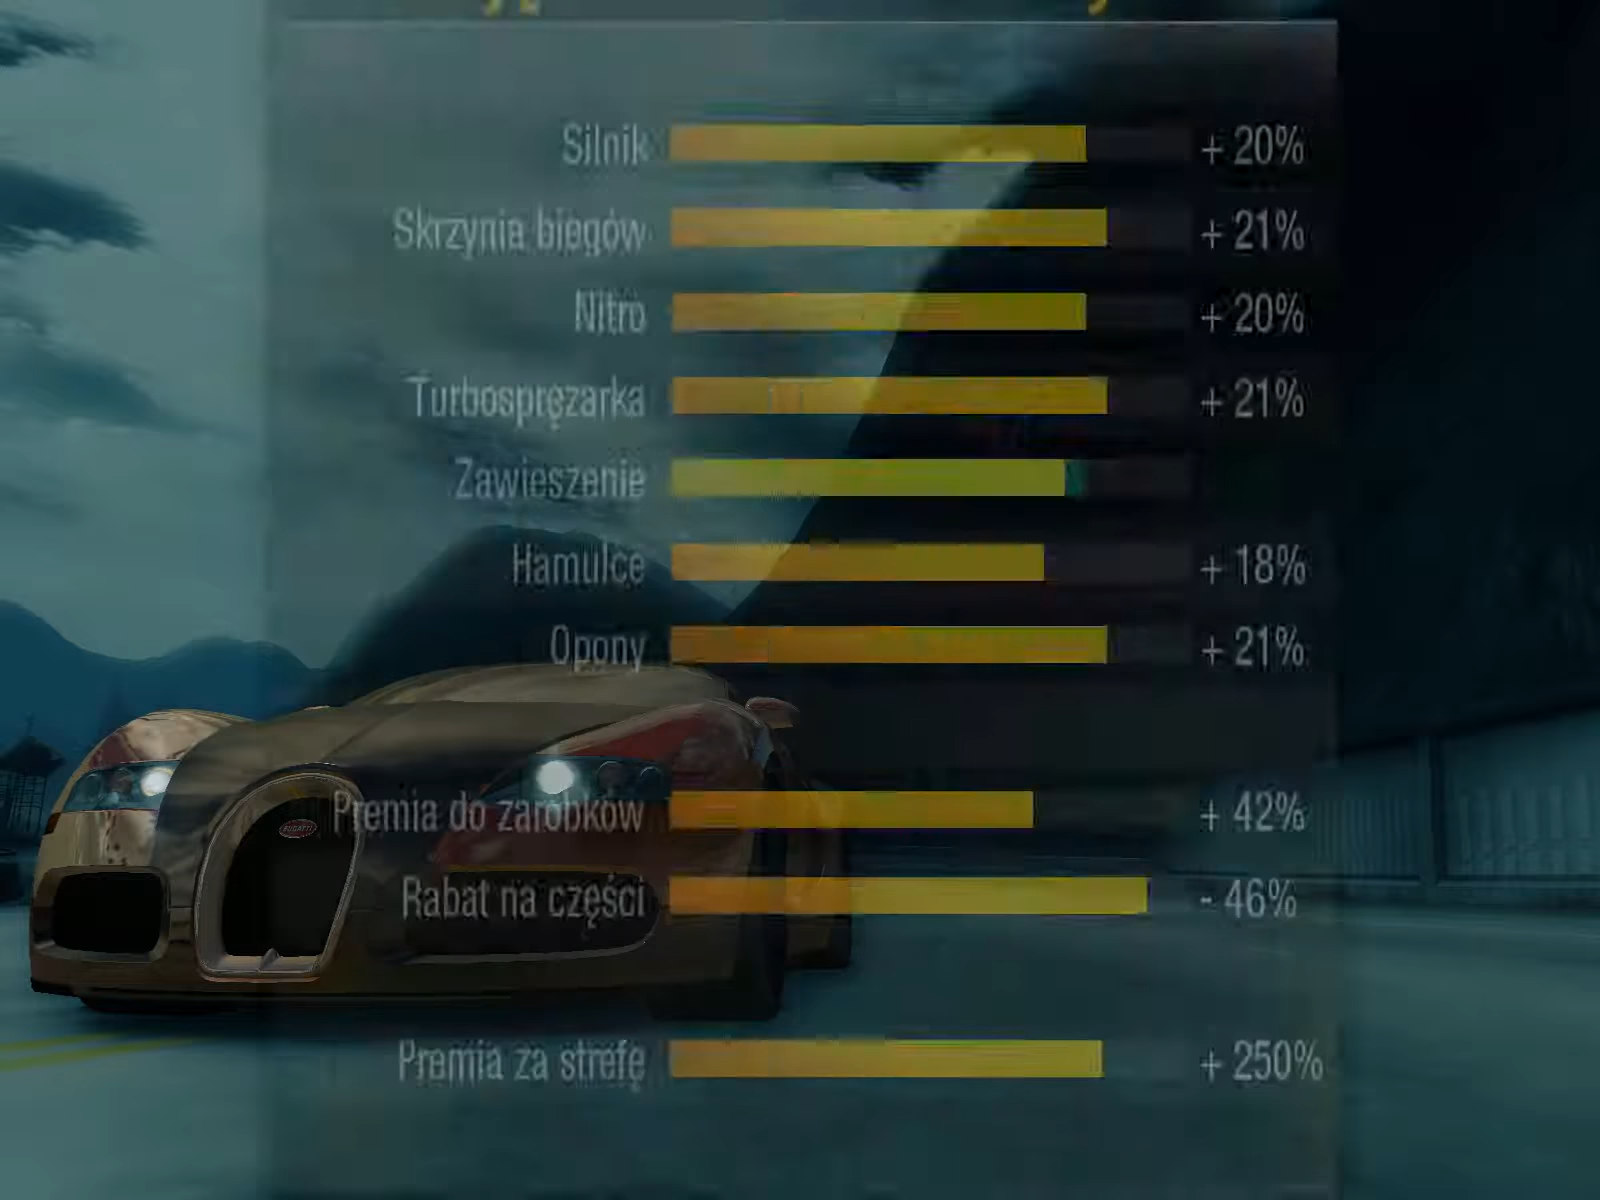 Silnik + 20%
Skrzynia biegów + 21%
Nitro + 20%
Turbosprężarka + 21%
Zawieszenie
Hamulce + 18%
Opony + 21%
BUGATTI
Premia do zarobków + 42%
Rabat na części - 46%
Premia za strefę + 250%